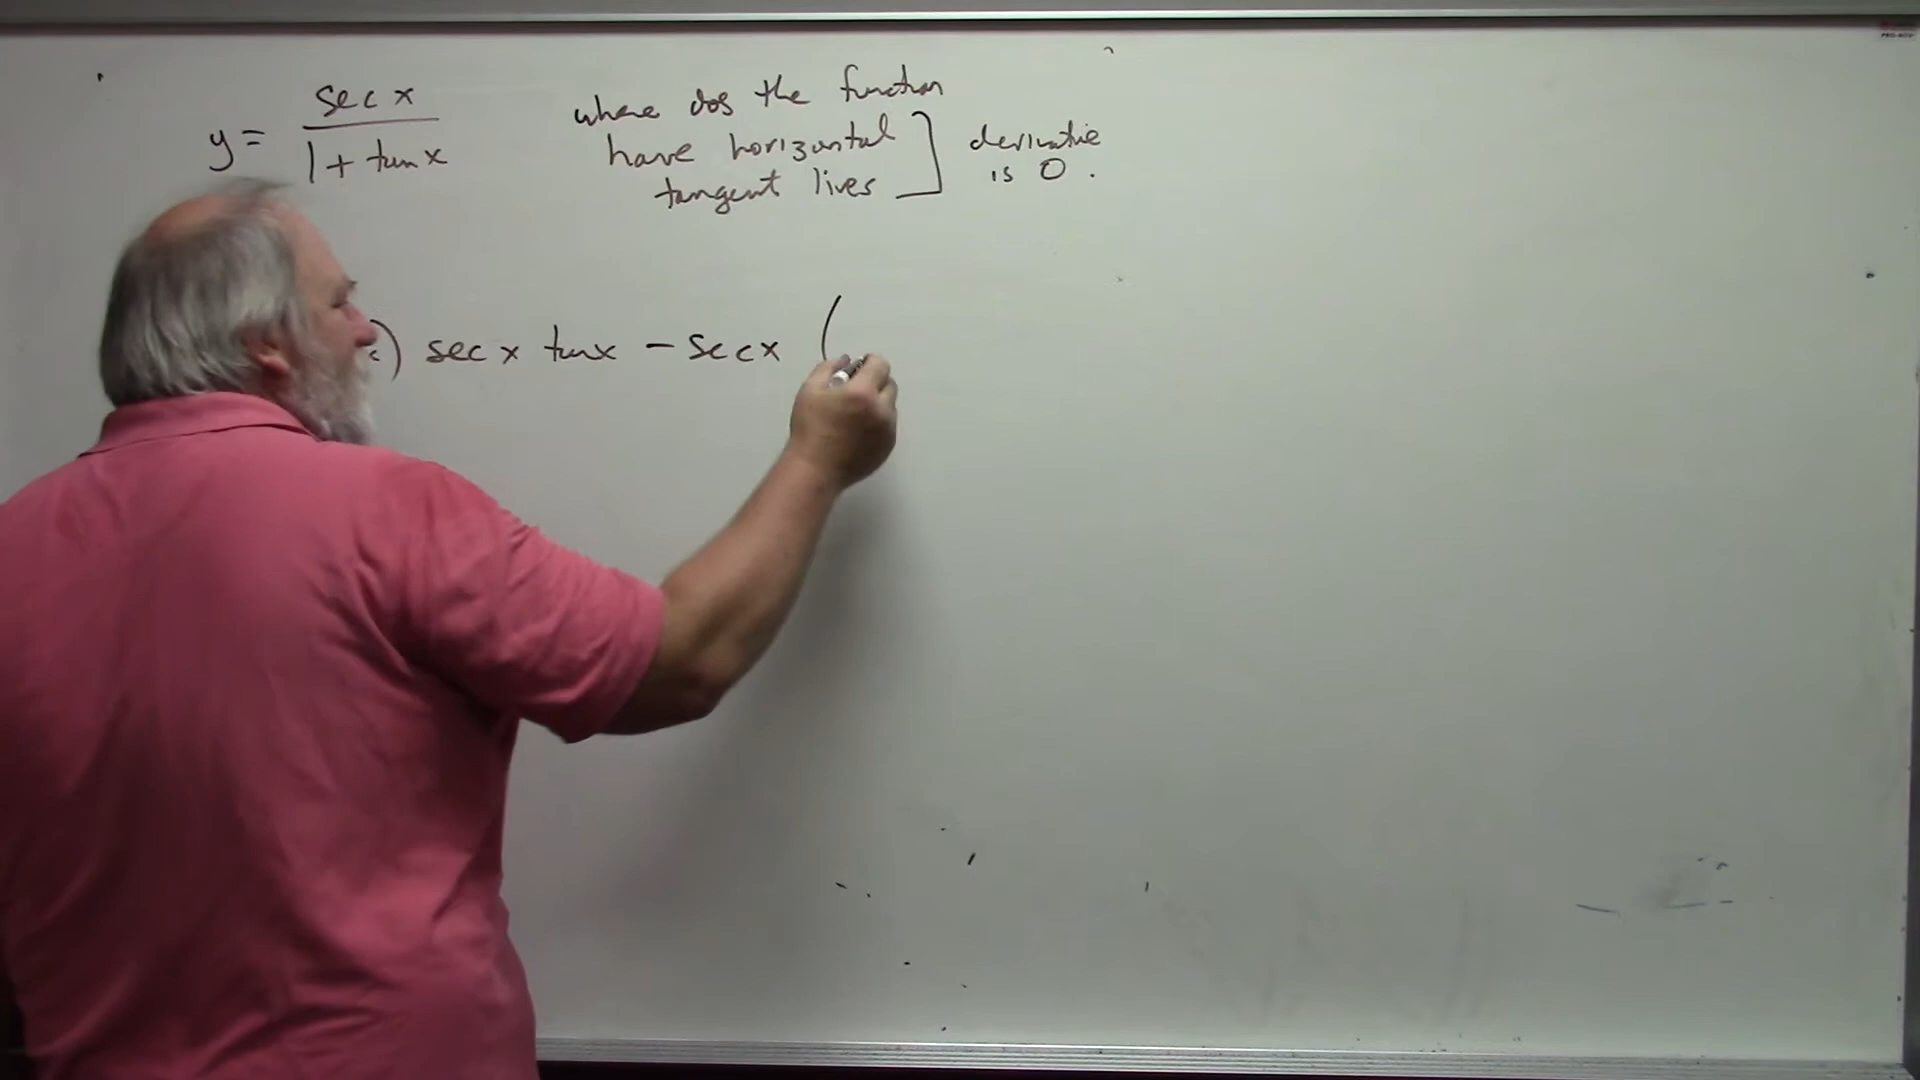 y = sec x / 1 + tan x
where does the function
have horizontal
tangent lines
derivative
is 0 .
) sec x tan x - sec x (